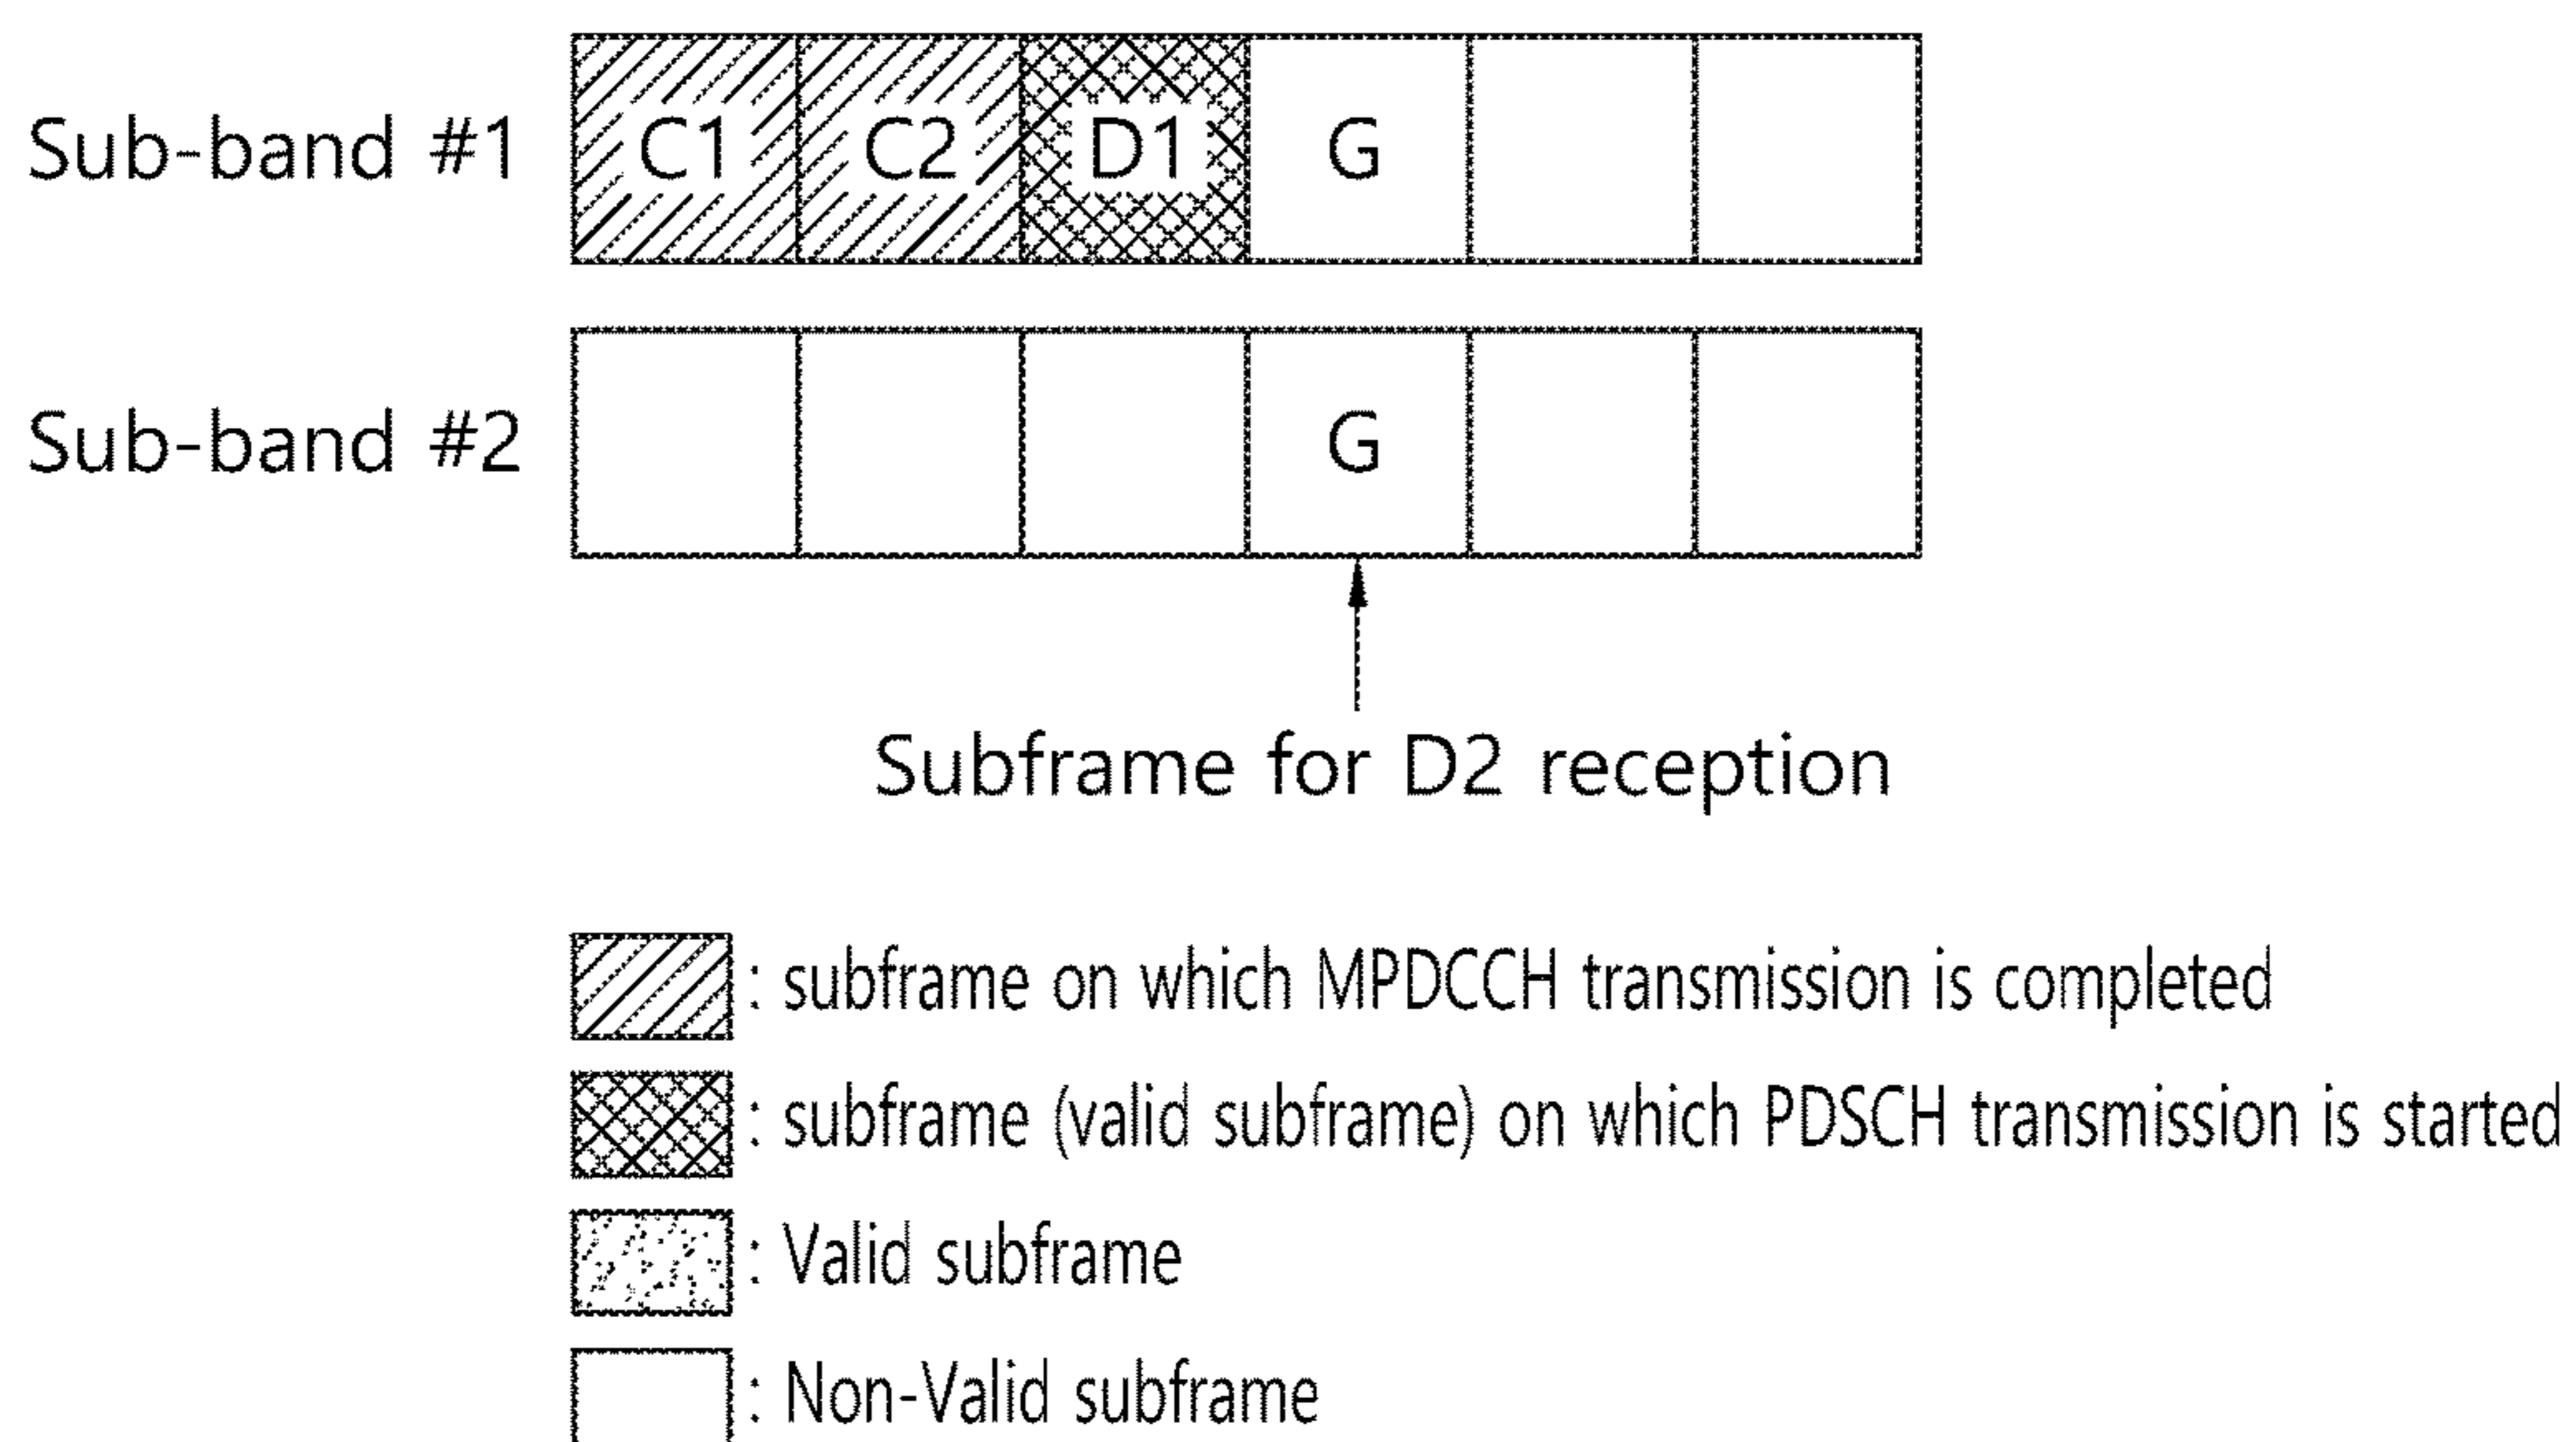 Sub-band #1 C1 C2 D1 G
Sub-band #2 G
Subframe for D2 reception
: subframe on which MPDCCH transmission is completed
: subframe (valid subframe) on which PDSCH transmission is started
: Valid subframe
: Non-Valid subframe